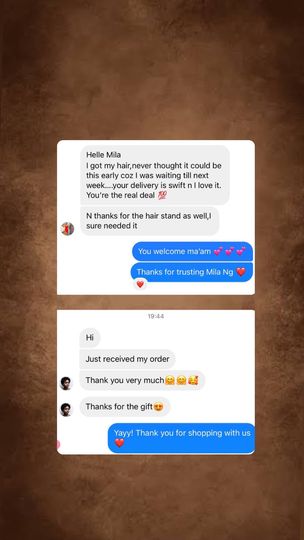 Helle Mila
I got my hair,never thought it could be
this early coz I was waiting till next
week....your delivery is swift n I love it.
You're the real deal 💯
N thanks for the hair stand as well,I
sure needed it
You welcome ma'am 💕💕💕
Thanks for trusting Mila Ng ❤️
19:44
Hi
Just received my order
Thank you very much🤗🤗🥰
Thanks for the gift😍
Yayy! Thank you for shopping with us
❤️